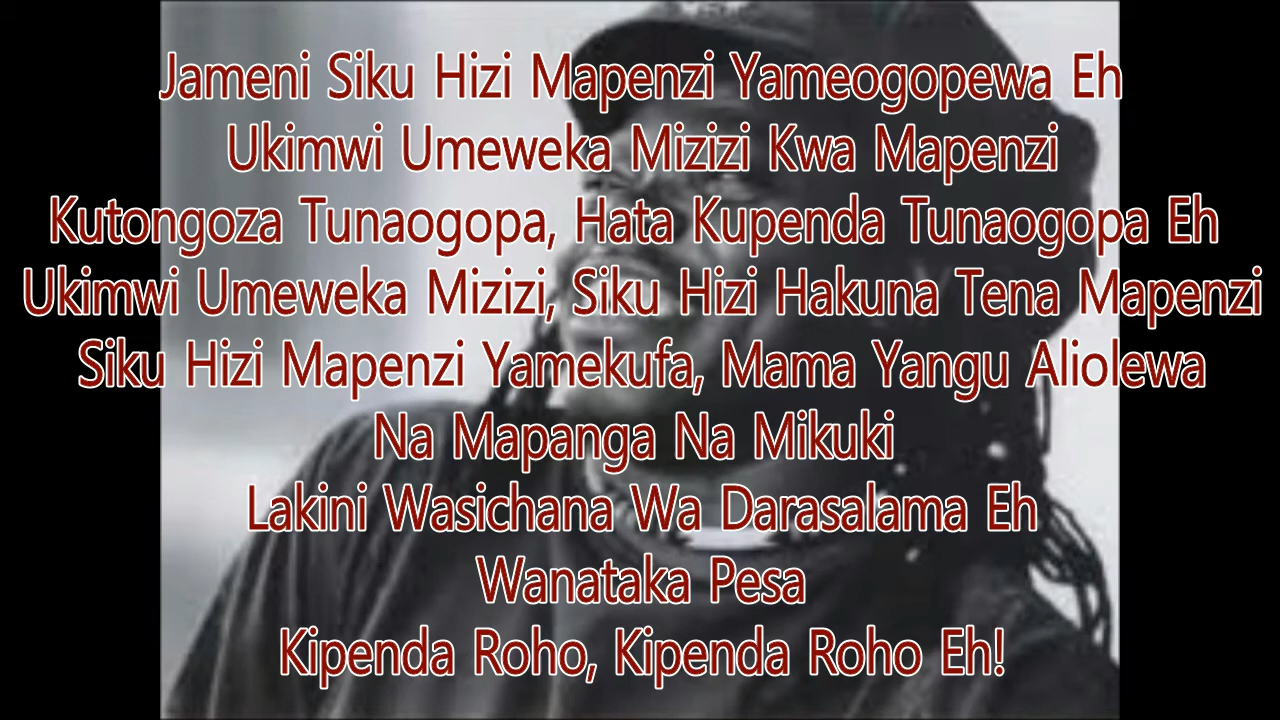 Jameni Siku Hizi Mapenzi Yameogopewa Eh
Ukimwi Umeweka Mizizi Kwa Mapenzi
Kutongoza Tunaogopa, Hata Kupenda Tunaogopa Eh
Ukimwi Umeweka Mizizi, Siku Hizi Hakuna Tena Mapenzi
Siku Hizi Mapenzi Yamekufa, Mama Yangu Aliolewa
Na Mapanga Na Mikuki
Lakini Wasichana Wa Darasalama Eh
Wanataka Pesa
Kipenda Roho, Kipenda Roho Eh!